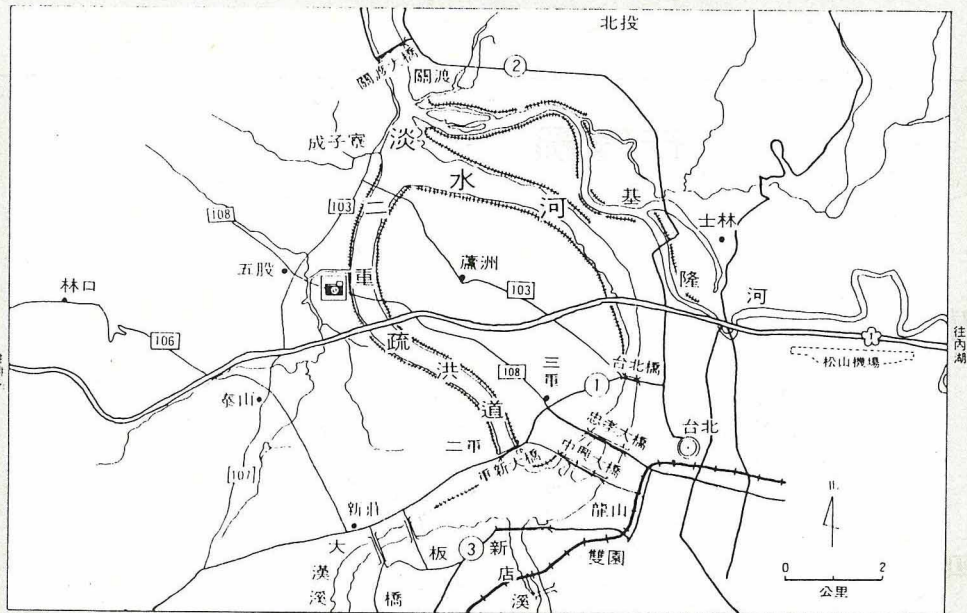 北投
關渡大橋
關渡
②
成子寮
淡水河
基隆河
士林
108
103
二重疏洪道
五股
蘆洲
103
林口
106
1
往內湖
松山機場
三重
108
①
台北橋
泰山
台北
忠孝大橋
中興大橋
二重
重新大橋
107
新莊
龍山
大漢溪
板橋
③
新店溪
雙園
北
0 2
公里